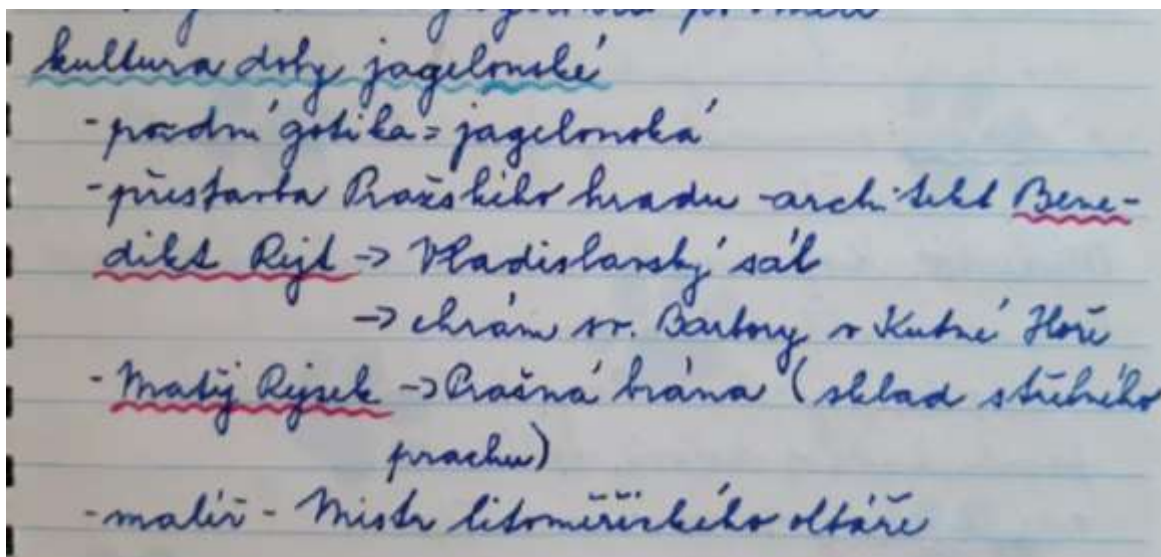 kultura doby jagelonské
- pozdní gotika = jagelonská
- přestavba Pražského hradu - architekt Bene-
dikt Rejt -> Vladislavský sál
-> chrám sv. Barbory v Kutné Hoře
- Matěj Rejsek -> Prašná brána (sklad střelného
prachu)
- malíř - Mistr litoměřického oltáře